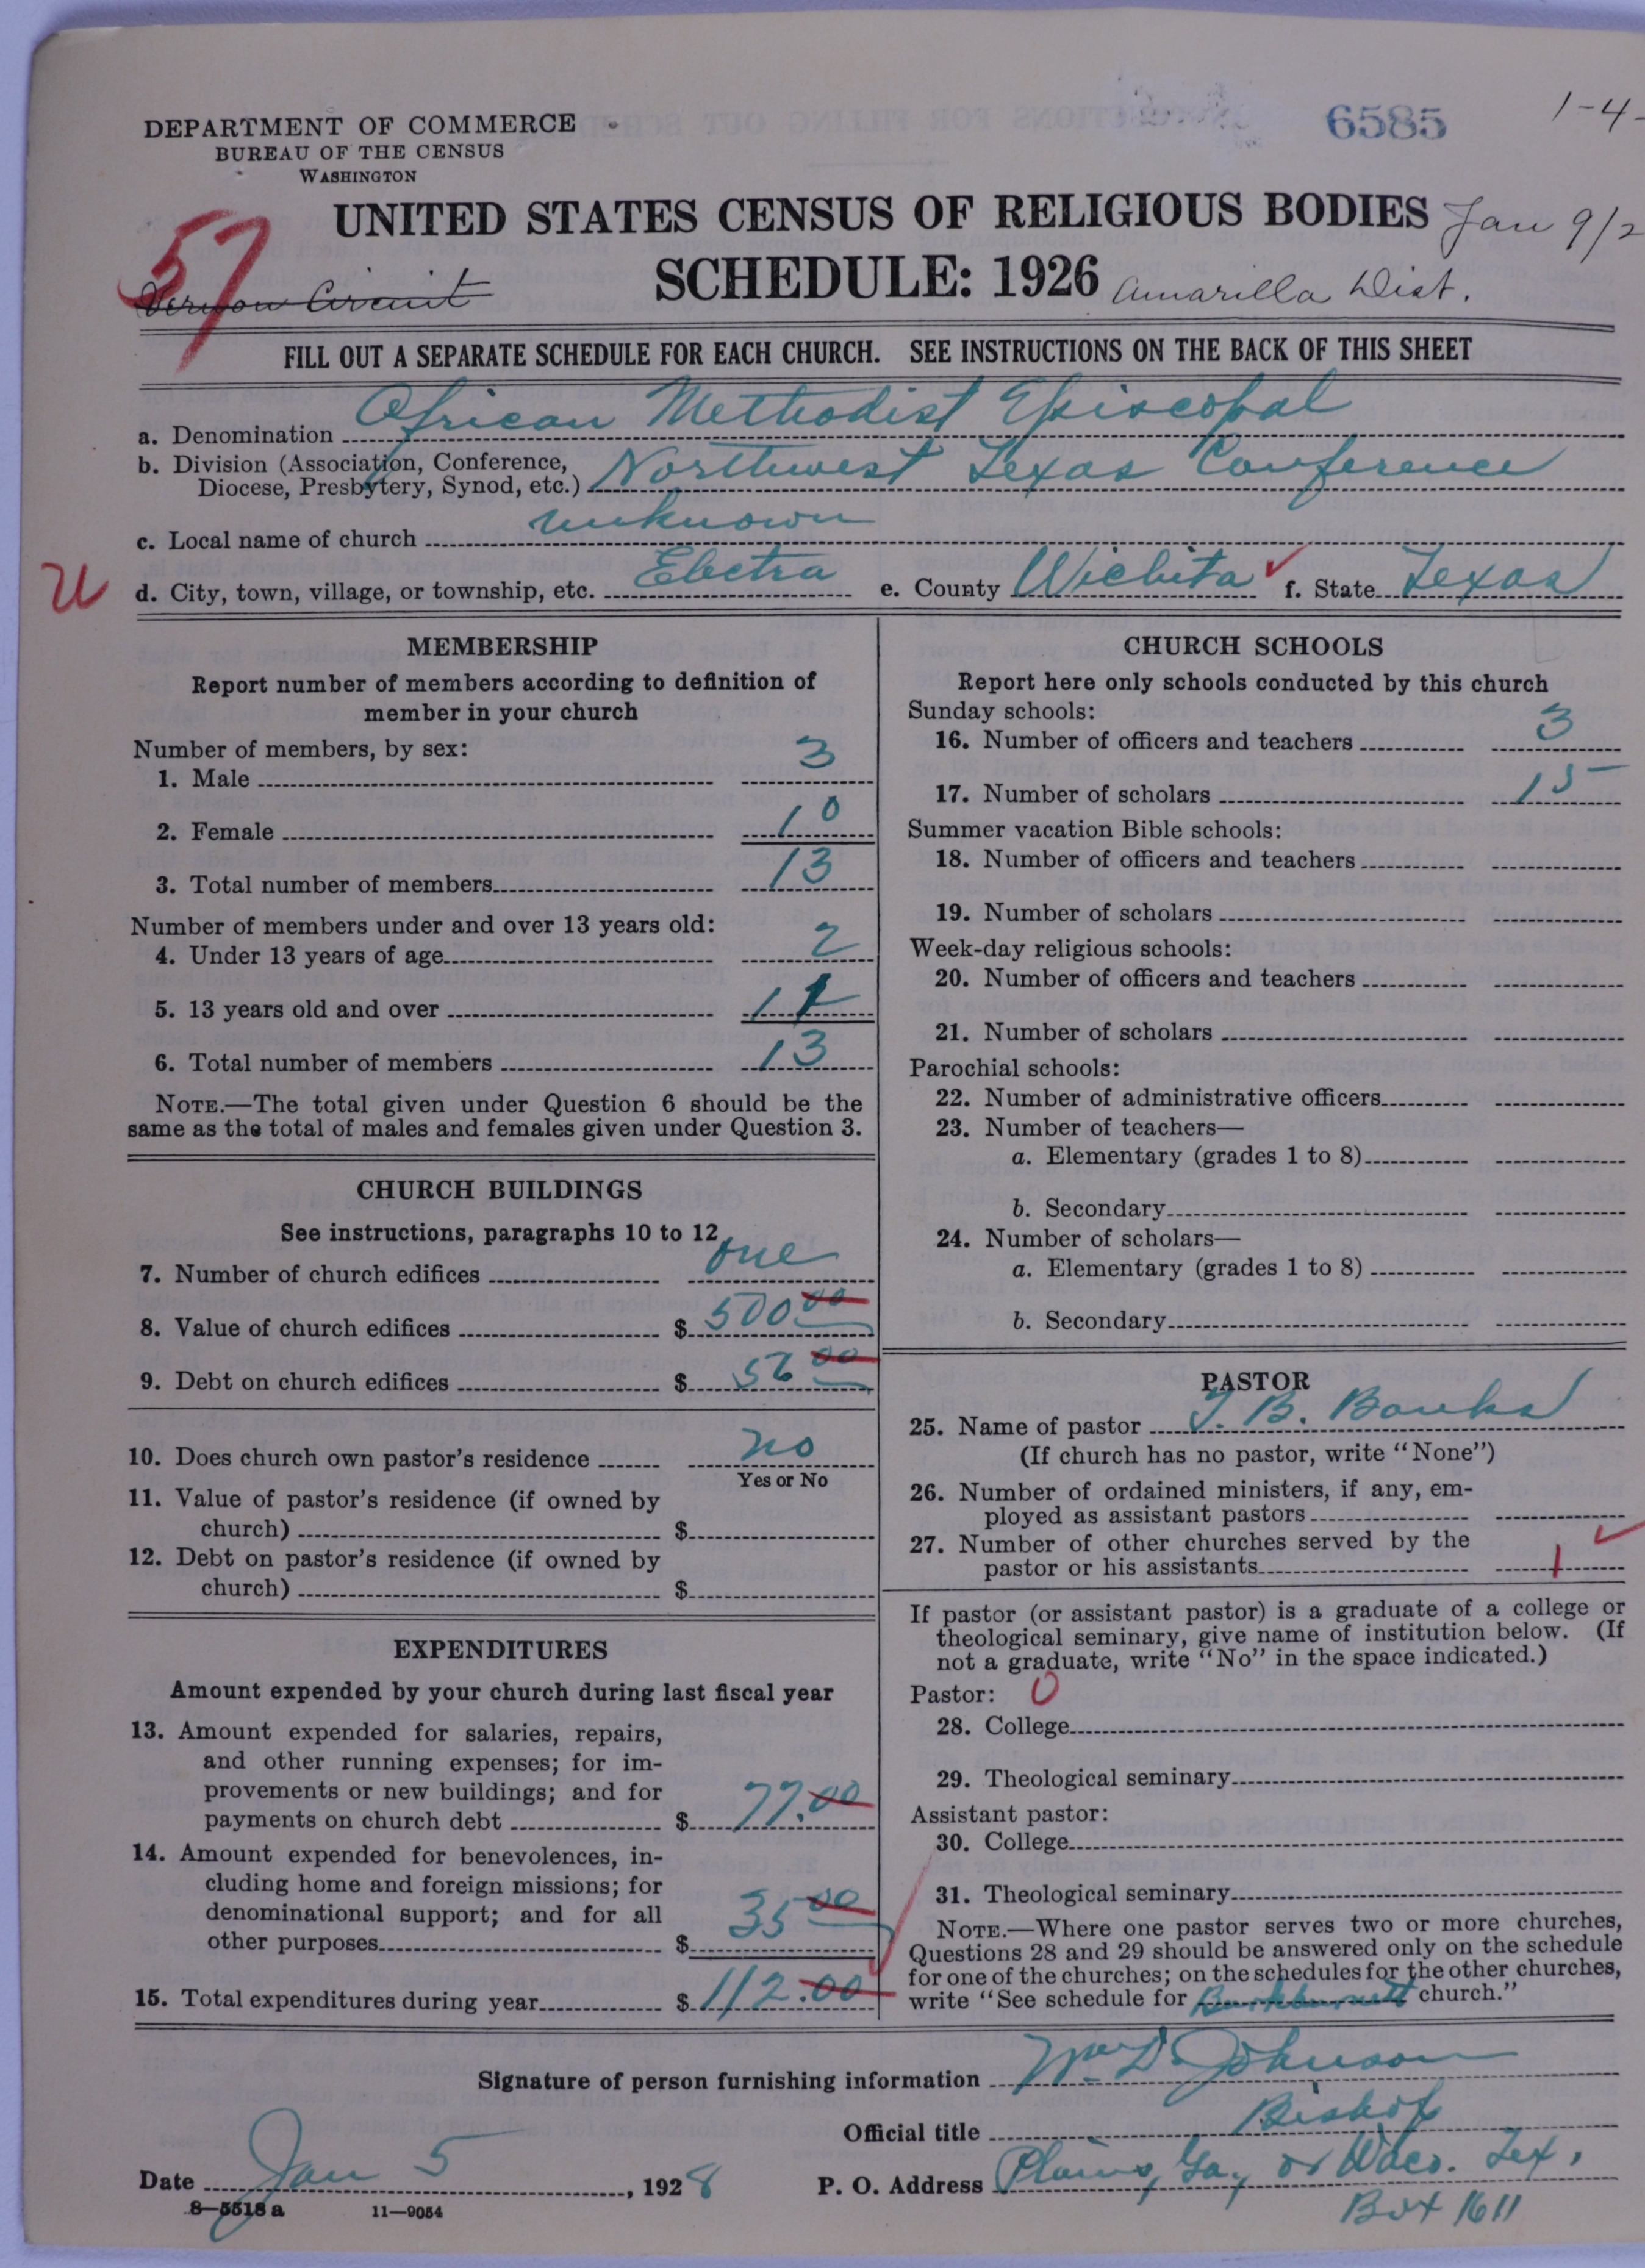 DEPARTMENT OF COMMERCE
BUREAU OF THE CENSUS
WASHINGTON
6585
1-4-
UNITED STATES CENSUS OF RELIGIOUS BODIES
Jan 9/2
57
Vernon Circuit
SCHEDULE: 1926
Amarilla Dist.
FILL OUT A SEPARATE SCHEDULE FOR EACH CHURCH. SEE INSTRUCTIONS ON THE BACK OF THIS SHEET
a. Denomination African Methodist Episcopal
b. Division (Association, Conference,
Diocese, Presbytery, Synod, etc.) Northwest Texas Conference
c. Local name of church unknown
d. City, town, village, or township, etc. Electra e. County Wichita f. State Texas
MEMBERSHIP
Report number of members according to definition of
member in your church
Number of members, by sex:
1. Male 3
2. Female 10
3. Total number of members 13
Number of members under and over 13 years old:
4. Under 13 years of age 2
5. 13 years old and over 11
6. Total number of members 13
NOTE.—The total given under Question 6 should be the
same as the total of males and females given under Question 3.
CHURCH BUILDINGS
See instructions, paragraphs 10 to 12
7. Number of church edifices one
8. Value of church edifices $ 500 00
9. Debt on church edifices $ 56 00
10. Does church own pastor's residence no
Yes or No
11. Value of pastor's residence (if owned by
church) $
12. Debt on pastor's residence (if owned by
church) $
EXPENDITURES
Amount expended by your church during last fiscal year
13. Amount expended for salaries, repairs,
and other running expenses; for im-
provements or new buildings; and for
payments on church debt $ 77.00
14. Amount expended for benevolences, in-
cluding home and foreign missions; for
denominational support; and for all
other purposes $ 35 00
15. Total expenditures during year $ 112.00
CHURCH SCHOOLS
Report here only schools conducted by this church
Sunday schools:
16. Number of officers and teachers 3
17. Number of scholars 15
Summer vacation Bible schools:
18. Number of officers and teachers
19. Number of scholars
Week-day religious schools:
20. Number of officers and teachers
21. Number of scholars
Parochial schools:
22. Number of administrative officers
23. Number of teachers—
a. Elementary (grades 1 to 8)
b. Secondary
24. Number of scholars—
a. Elementary (grades 1 to 8)
b. Secondary
PASTOR
25. Name of pastor J. B. Banks
(If church has no pastor, write "None")
26. Number of ordained ministers, if any, em-
ployed as assistant pastors
27. Number of other churches served by the
pastor or his assistants 1
If pastor (or assistant pastor) is a graduate of a college or
theological seminary, give name of institution below. (If
not a graduate, write "No" in the space indicated.)
Pastor: 0
28. College
29. Theological seminary
Assistant pastor:
30. College
31. Theological seminary
NOTE.—Where one pastor serves two or more churches,
Questions 28 and 29 should be answered only on the schedule
for one of the churches; on the schedules for the other churches,
write "See schedule for Burkburnett church."
Signature of person furnishing information Wm D. Johnson
Official title Bishop
Date Jan 5, 1928 P. O. Address Plains, Ga, or Waco. Tex.
Box 1611
8—5518 a 11—9054